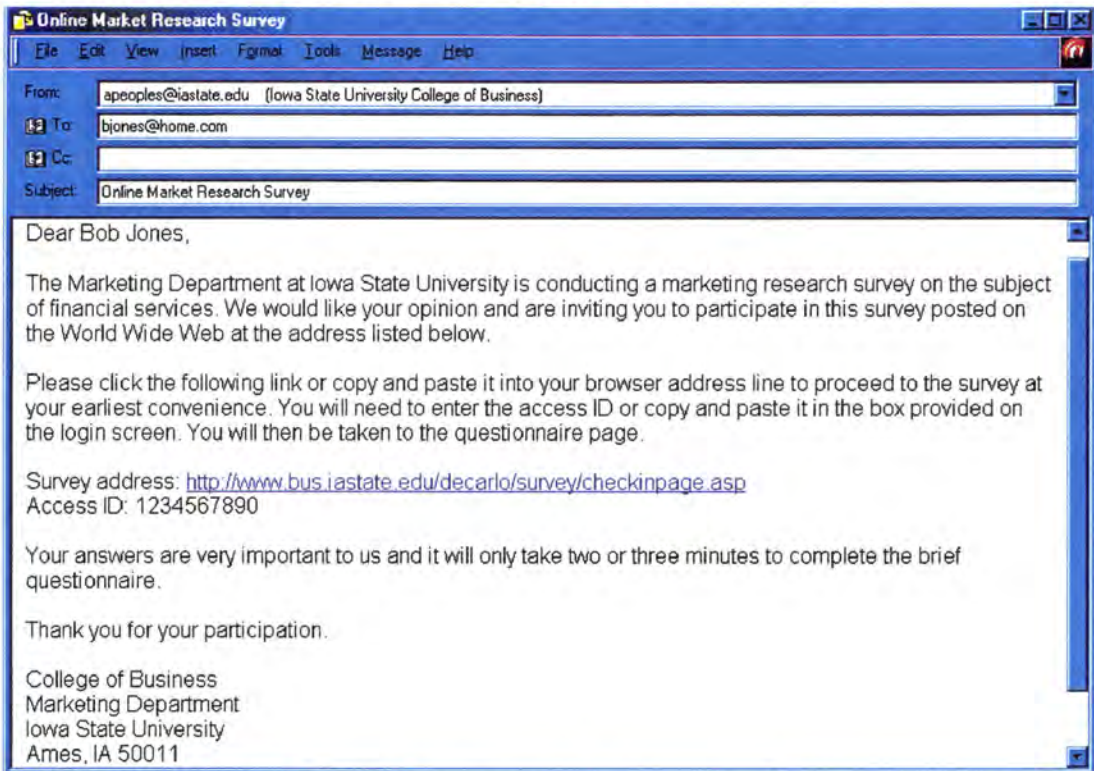 Online Market Research Survey
File Edit View Insert Format Tools Message Help
From: apeoples@iastate.edu (Iowa State University College of Business)
To: bjones@home.com
Cc:
Subject: Online Market Research Survey
Dear Bob Jones,
The Marketing Department at Iowa State University is conducting a marketing research survey on the subject
of financial services. We would like your opinion and are inviting you to participate in this survey posted on
the World Wide Web at the address listed below.
Please click the following link or copy and paste it into your browser address line to proceed to the survey at
your earliest convenience. You will need to enter the access ID or copy and paste it in the box provided on
the login screen. You will then be taken to the questionnaire page.
Survey address: http://www.bus.iastate.edu/decarlo/survey/checkinpage.asp
Access ID: 1234567890
Your answers are very important to us and it will only take two or three minutes to complete the brief
questionnaire.
Thank you for your participation.
College of Business
Marketing Department
Iowa State University
Ames, IA 50011